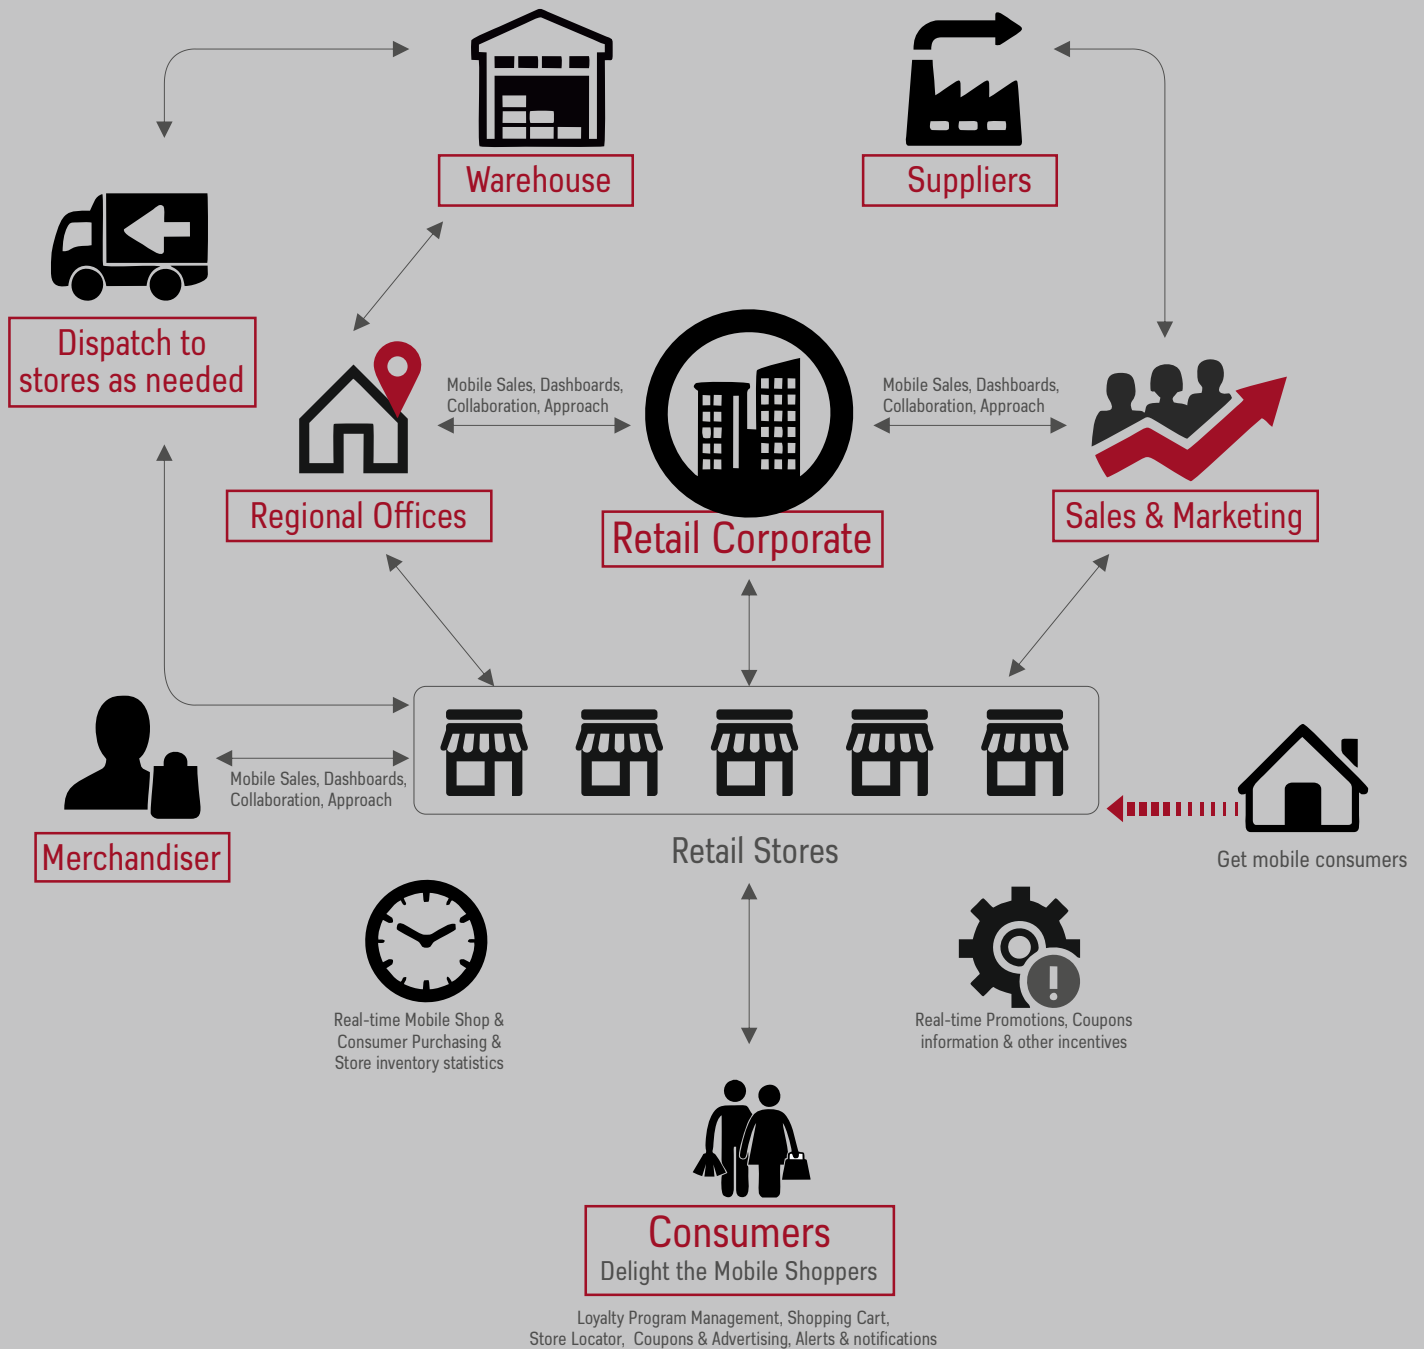 Warehouse
Suppliers
Dispatch to
stores as needed
Mobile Sales, Dashboards,
Collaboration, Approach
Mobile Sales, Dashboards,
Collaboration, Approach
Regional Offices
Retail Corporate
Sales & Marketing
Mobile Sales, Dashboards,
Collaboration, Approach
Merchandiser
Retail Stores
Get mobile consumers
Real-time Mobile Shop &
Consumer Purchasing &
Store inventory statistics
Real-time Promotions, Coupons
information & other incentives
Consumers
Delight the Mobile Shoppers
Loyalty Program Management, Shopping Cart,
Store Locator, Coupons & Advertising, Alerts & notifications